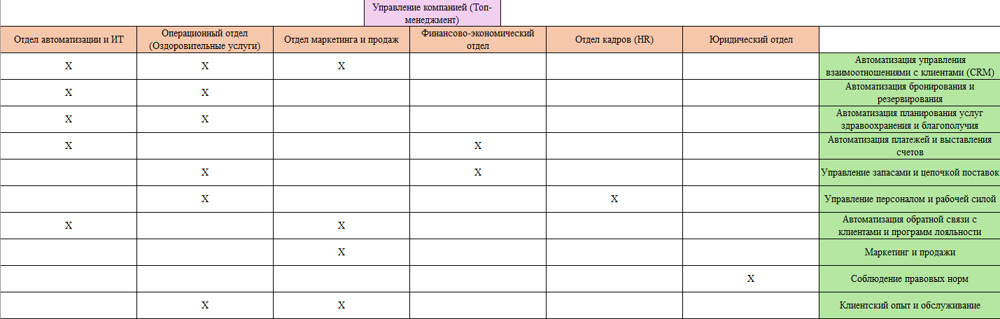 Управление компанией (Топ-
менеджмент)
Отдел автоматизации и ИТ
Операционный отдел
(Оздоровительные услуги)
Отдел маркетинга и продаж
Финансово-экономический
отдел
Отдел кадров (HR)
Юридический отдел
X X X Автоматизация управления
взаимоотношениями с клиентами (CRM)
X X Автоматизация бронирования и
резервирования
X X Автоматизация планирования услуг
здравоохранения и благополучия
X X Автоматизация платежей и выставления
счетов
X X Управление запасами и цепочкой поставок
X X Управление персоналом и рабочей силой
X X Автоматизация обратной связи с
клиентами и программ лояльности
X Маркетинг и продажи
X Соблюдение правовых норм
X X Клиентский опыт и обслуживание